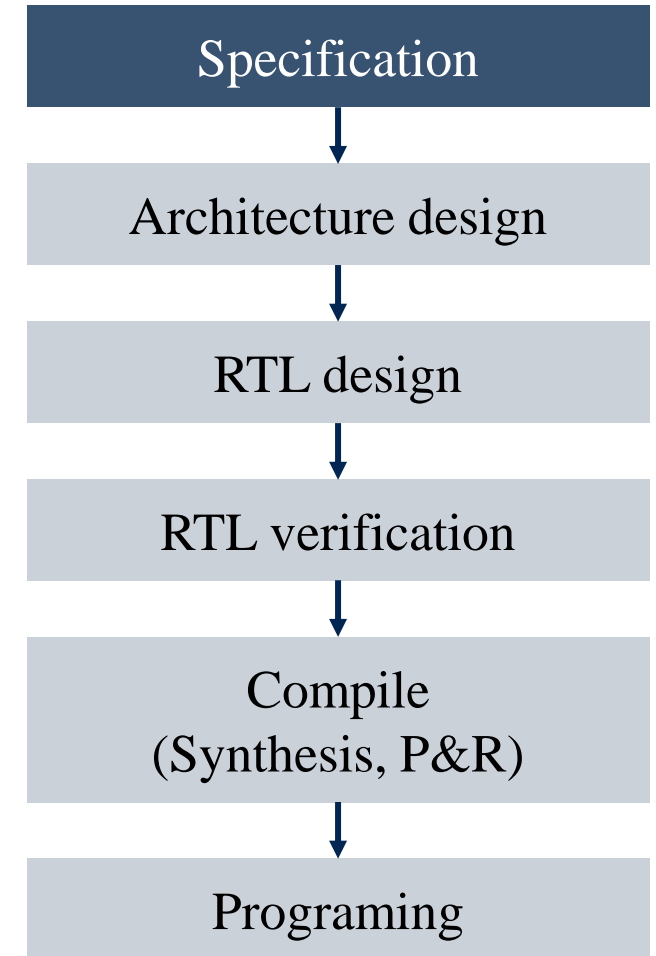 Specification
Architecture design
RTL design
RTL verification
Compile
(Synthesis, P&R)
Programing